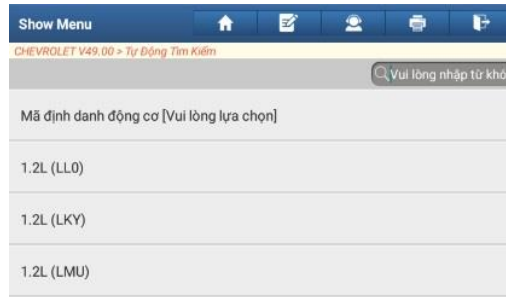 Show Menu
CHEVROLET V49.00 > Tự Động Tìm Kiếm
Vui lòng nhập từ khó
Mã định danh động cơ [Vui lòng lựa chọn]
1.2L (LL0)
1.2L (LKY)
1.2L (LMU)